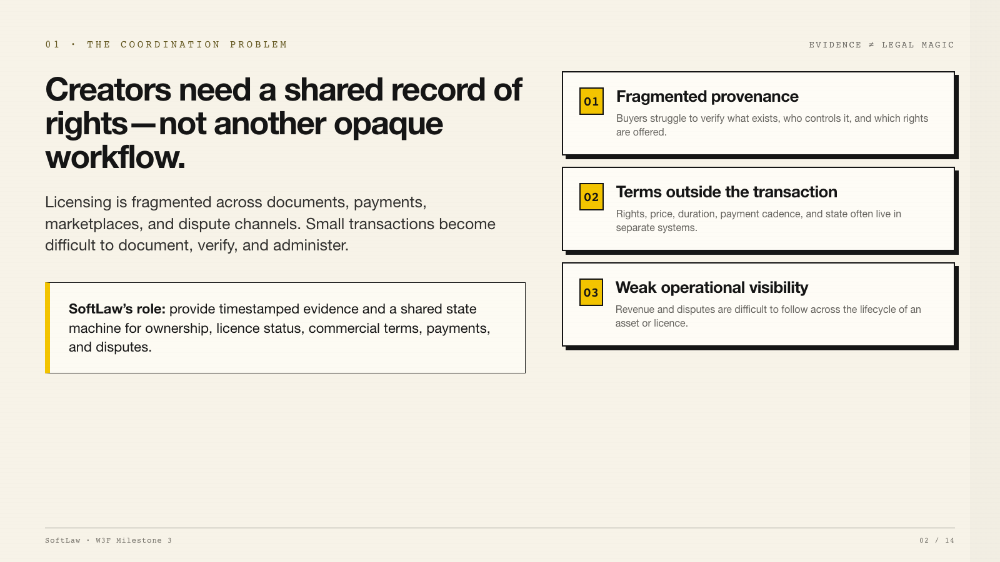 01 · THE COORDINATION PROBLEM
EVIDENCE ≠ LEGAL MAGIC
Creators need a shared record of
rights—not another opaque
workflow.
Licensing is fragmented across documents, payments,
marketplaces, and dispute channels. Small transactions become
difficult to document, verify, and administer.
SoftLaw’s role: provide timestamped evidence and a shared state
machine for ownership, licence status, commercial terms, payments,
and disputes.
01
Fragmented provenance
Buyers struggle to verify what exists, who controls it, and which rights
are offered.
02
Terms outside the transaction
Rights, price, duration, payment cadence, and state often live in
separate systems.
03
Weak operational visibility
Revenue and disputes are difficult to follow across the lifecycle of an
asset or licence.
SoftLaw · W3F Milestone 3
02 / 14